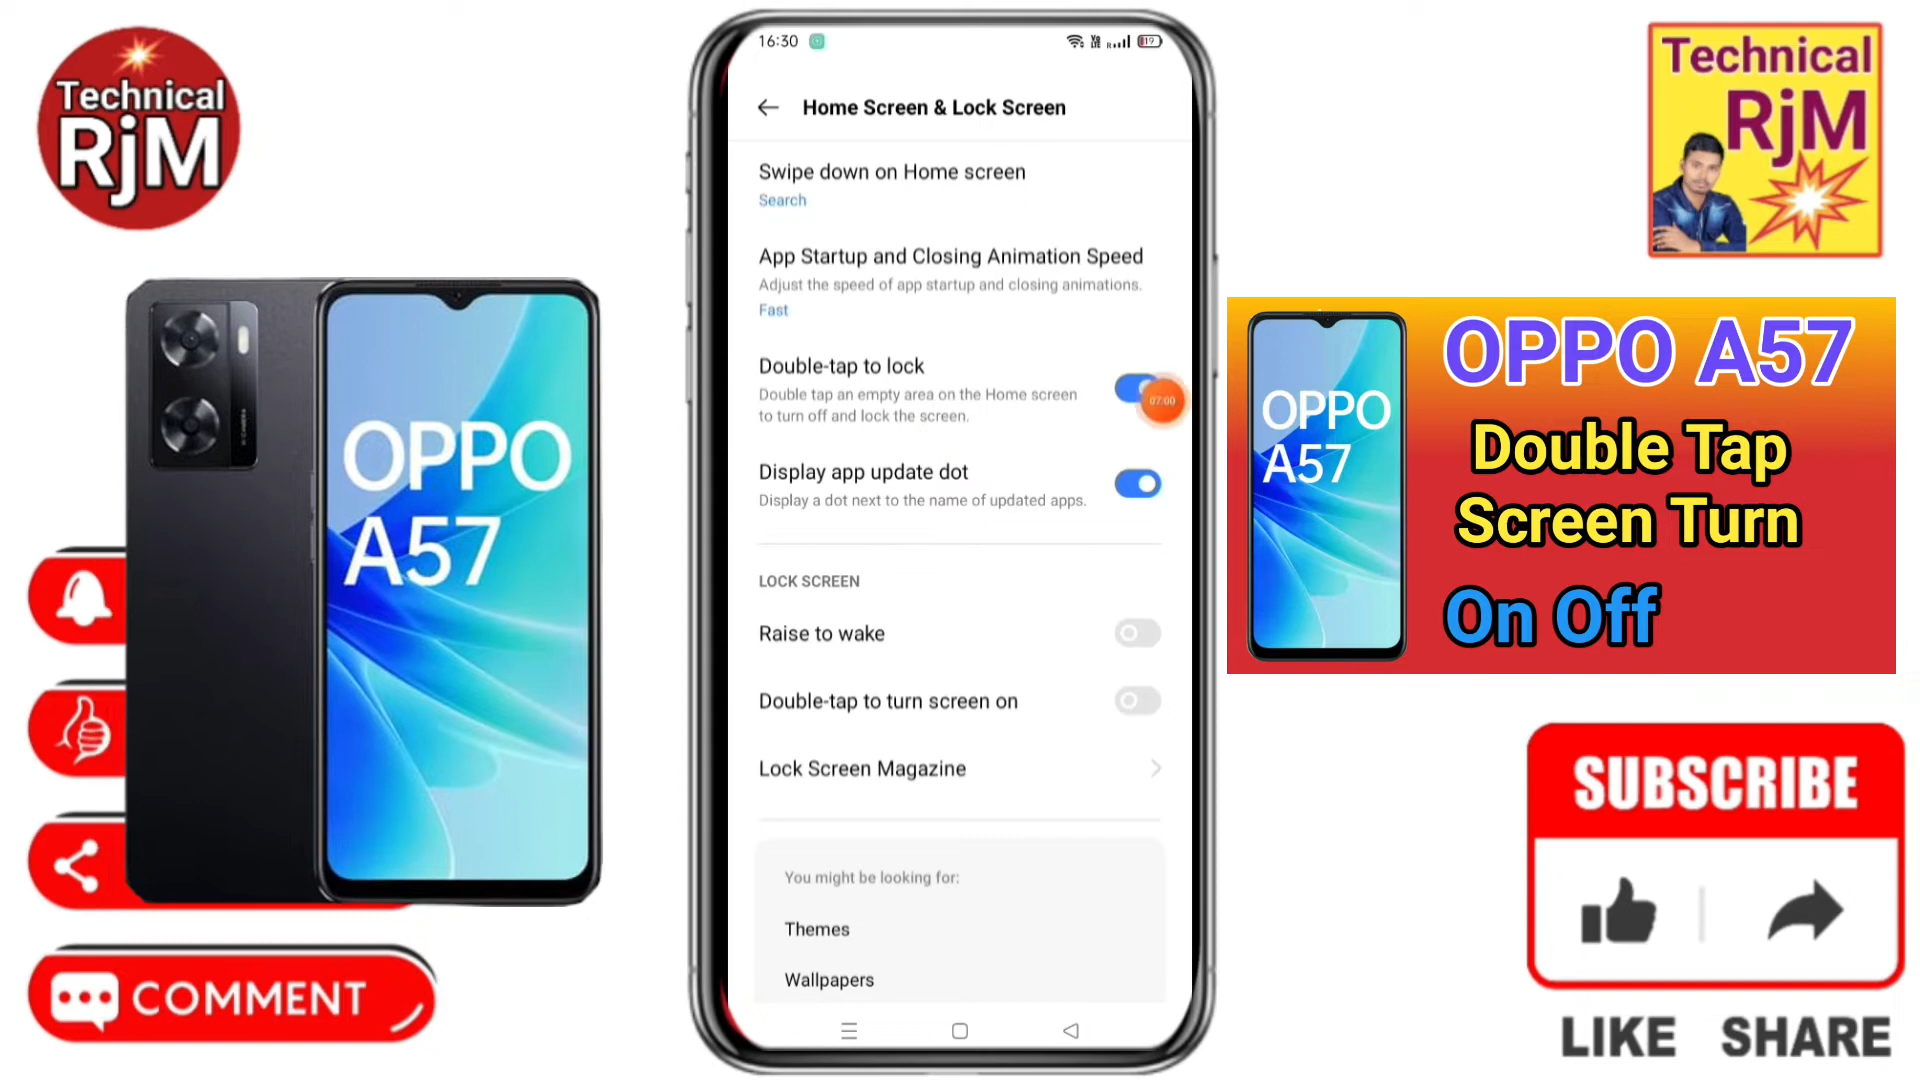 Technical
RjM
16:30
19
Home Screen & Lock Screen
Swipe down on Home screen
Search
App Startup and Closing Animation Speed
Adjust the speed of app startup and closing animations.
Fast
Double-tap to lock
Double tap an empty area on the Home screen
to turn off and lock the screen.
07:00
Display app update dot
Display a dot next to the name of updated apps.
LOCK SCREEN
Raise to wake
Double-tap to turn screen on
Lock Screen Magazine
You might be looking for:
Themes
Wallpapers
OPPO
A57
COMMENT
Technical
RjM
OPPO A57
Double Tap
Screen Turn
On Off
OPPO
A57
SUBSCRIBE
LIKE SHARE